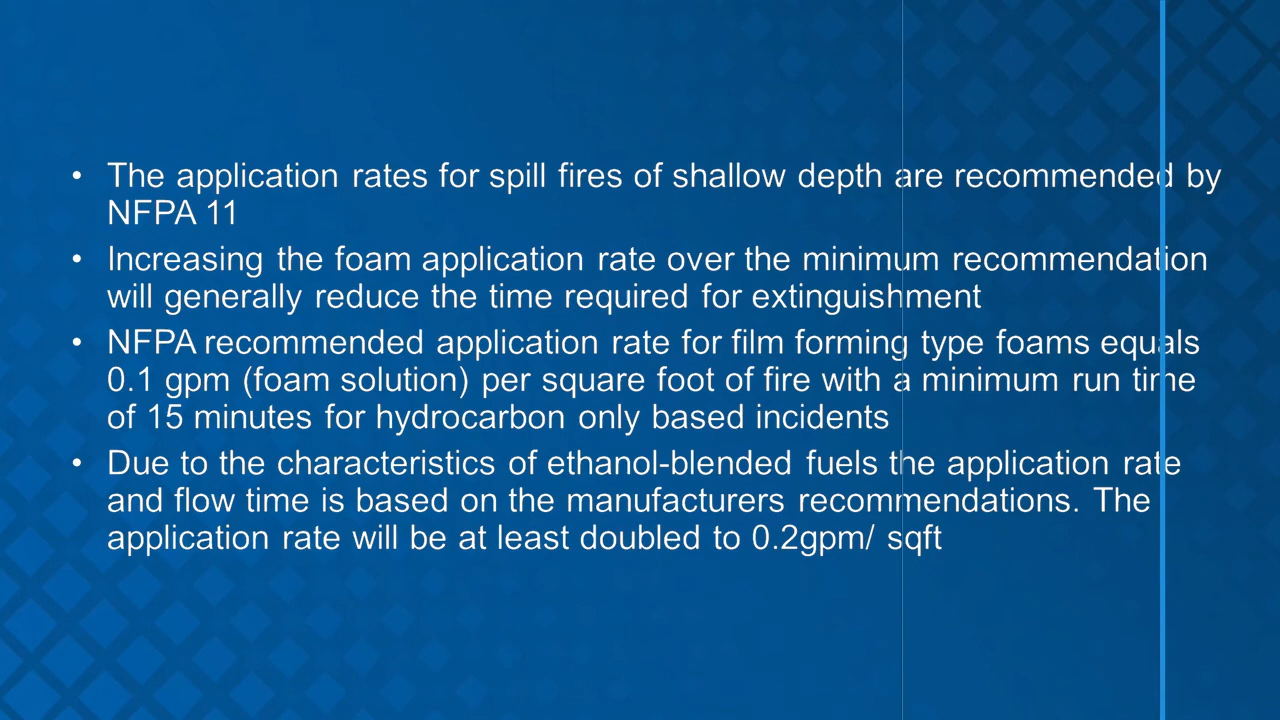 • The application rates for spill fires of shallow depth are recommended by
NFPA 11
• Increasing the foam application rate over the minimum recommendation
will generally reduce the time required for extinguishment
• NFPA recommended application rate for film forming type foams equals
0.1 gpm (foam solution) per square foot of fire with a minimum run time
of 15 minutes for hydrocarbon only based incidents
• Due to the characteristics of ethanol-blended fuels the application rate
and flow time is based on the manufacturers recommendations. The
application rate will be at least doubled to 0.2gpm/ sqft